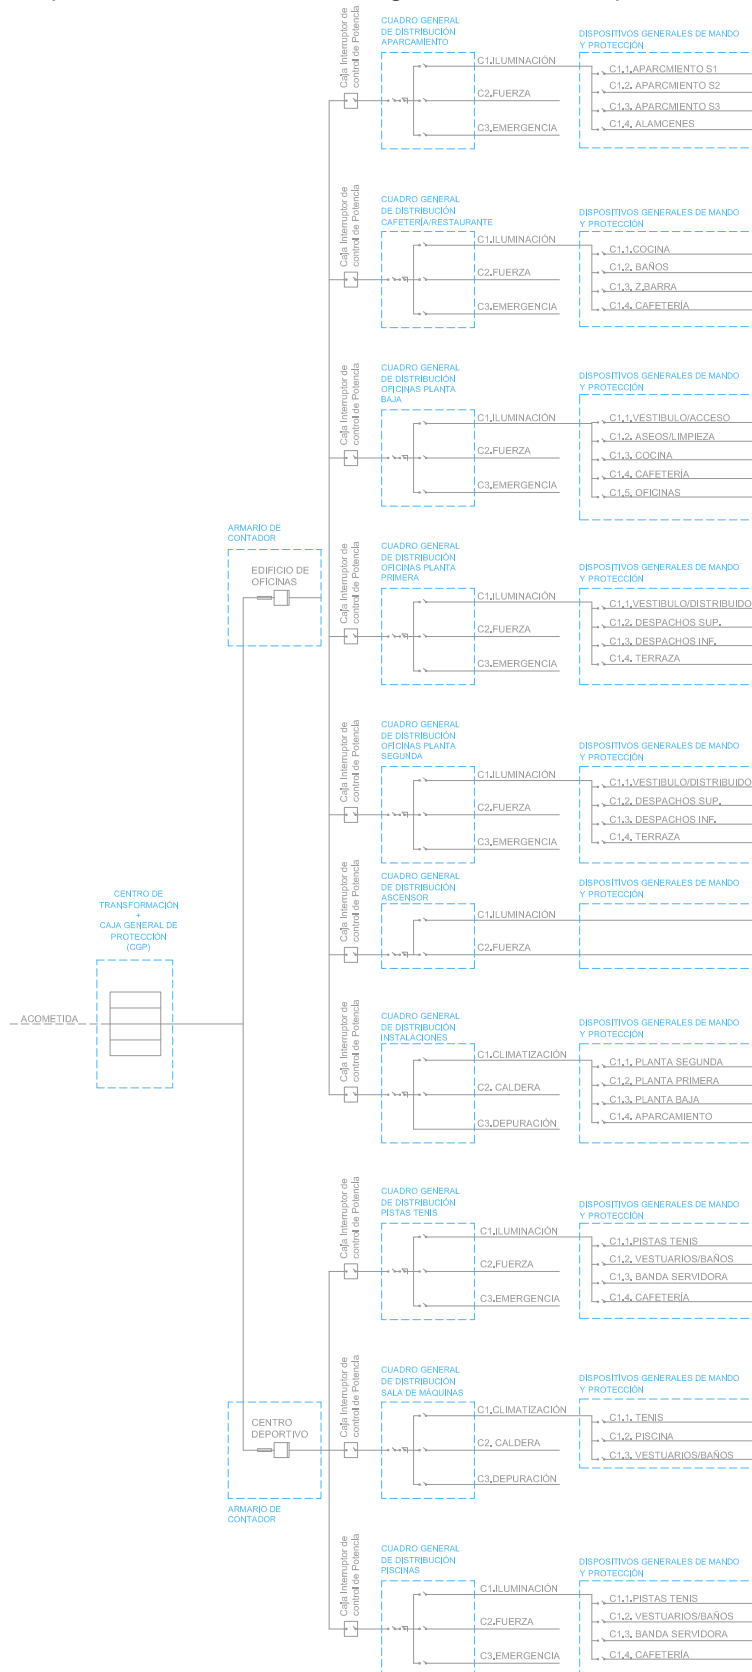 Caja Interruptor de
control de Potencia
CUADRO GENERAL
DE DISTRIBUCIÓN
APARCAMIENTO
C1.ILUMINACIÓN
C2.FUERZA
C3.EMERGENCIA
DISPOSITIVOS GENERALES DE MANDO
Y PROTECCIÓN
C1.1.APARCMIENTO S1
C1.2. APARCMIENTO S2
C1.3. APARCMIENTO S3
C1.4. ALAMCENES
Caja Interruptor de
control de Potencia
CUADRO GENERAL
DE DISTRIBUCIÓN
CAFETERÍA/RESTAURANTE
C1.ILUMINACIÓN
C2.FUERZA
C3.EMERGENCIA
DISPOSITIVOS GENERALES DE MANDO
Y PROTECCIÓN
C1.1.COCINA
C1.2. BAÑOS
C1.3. Z.BARRA
C1.4. CAFETERÍA
Caja Interruptor de
control de Potencia
CUADRO GENERAL
DE DISTRIBUCIÓN
OFICINAS PLANTA
BAJA
C1.ILUMINACIÓN
C2.FUERZA
C3.EMERGENCIA
DISPOSITIVOS GENERALES DE MANDO
Y PROTECCIÓN
C1.1.VESTIBULO/ACCESO
C1.2. ASEOS/LIMPIEZA
C1.3. COCINA
C1.4. CAFETERÍA
C1.5. OFICINAS
ARMARIO DE
CONTADOR
EDIFICIO DE
OFICINAS
Caja Interruptor de
control de Potencia
CUADRO GENERAL
DE DISTRIBUCIÓN
OFICINAS PLANTA
PRIMERA
C1.ILUMINACIÓN
C2.FUERZA
C3.EMERGENCIA
DISPOSITIVOS GENERALES DE MANDO
Y PROTECCIÓN
C1.1.VESTIBULO/DISTRIBUIDO
C1.2. DESPACHOS SUP.
C1.3. DESPACHOS INF.
C1.4. TERRAZA
Caja Interruptor de
control de Potencia
CUADRO GENERAL
DE DISTRIBUCIÓN
OFICINAS PLANTA
SEGUNDA
C1.ILUMINACIÓN
C2.FUERZA
C3.EMERGENCIA
DISPOSITIVOS GENERALES DE MANDO
Y PROTECCIÓN
C1.1.VESTIBULO/DISTRIBUIDO
C1.2. DESPACHOS SUP.
C1.3. DESPACHOS INF.
C1.4. TERRAZA
Caja Interruptor de
control de Potencia
CUADRO GENERAL
DE DISTRIBUCIÓN
ASCENSOR
C1.ILUMINACIÓN
C2.FUERZA
DISPOSITIVOS GENERALES DE MANDO
Y PROTECCIÓN
CENTRO DE
TRANSFORMACIÓN
+
CAJA GENERAL DE
PROTECCIÓN
(CGP)
ACOMETIDA
Caja Interruptor de
control de Potencia
CUADRO GENERAL
DE DISTRIBUCIÓN
INSTALACIONES
C1.CLIMATIZACIÓN
C2. CALDERA
C3.DEPURACIÓN
DISPOSITIVOS GENERALES DE MANDO
Y PROTECCIÓN
C1.1. PLANTA SEGUNDA
C1.2. PLANTA PRIMERA
C1.3. PLANTA BAJA
C1.4. APARCAMIENTO
Caja Interruptor de
control de Potencia
CUADRO GENERAL
DE DISTRIBUCIÓN
PISTAS TENIS
C1.ILUMINACIÓN
C2.FUERZA
C3.EMERGENCIA
DISPOSITIVOS GENERALES DE MANDO
Y PROTECCIÓN
C1.1.PISTAS TENIS
C1.2. VESTUARIOS/BAÑOS
C1.3. BANDA SERVIDORA
C1.4. CAFETERÍA
CENTRO
DEPORTIVO
ARMARIO DE
CONTADOR
Caja Interruptor de
control de Potencia
CUADRO GENERAL
DE DISTRIBUCIÓN
SALA DE MÁQUINAS
C1.CLIMATIZACIÓN
C2. CALDERA
C3.DEPURACIÓN
DISPOSITIVOS GENERALES DE MANDO
Y PROTECCIÓN
C1.1. TENIS
C1.2. PISCINA
C1.3. VESTUARIOS/BAÑOS
Caja Interruptor de
control de Potencia
CUADRO GENERAL
DE DISTRIBUCIÓN
PISCINAS
C1.ILUMINACIÓN
C2.FUERZA
C3.EMERGENCIA
DISPOSITIVOS GENERALES DE MANDO
Y PROTECCIÓN
C1.1.PISTAS TENIS
C1.2. VESTUARIOS/BAÑOS
C1.3. BANDA SERVIDORA
C1.4. CAFETERÍA